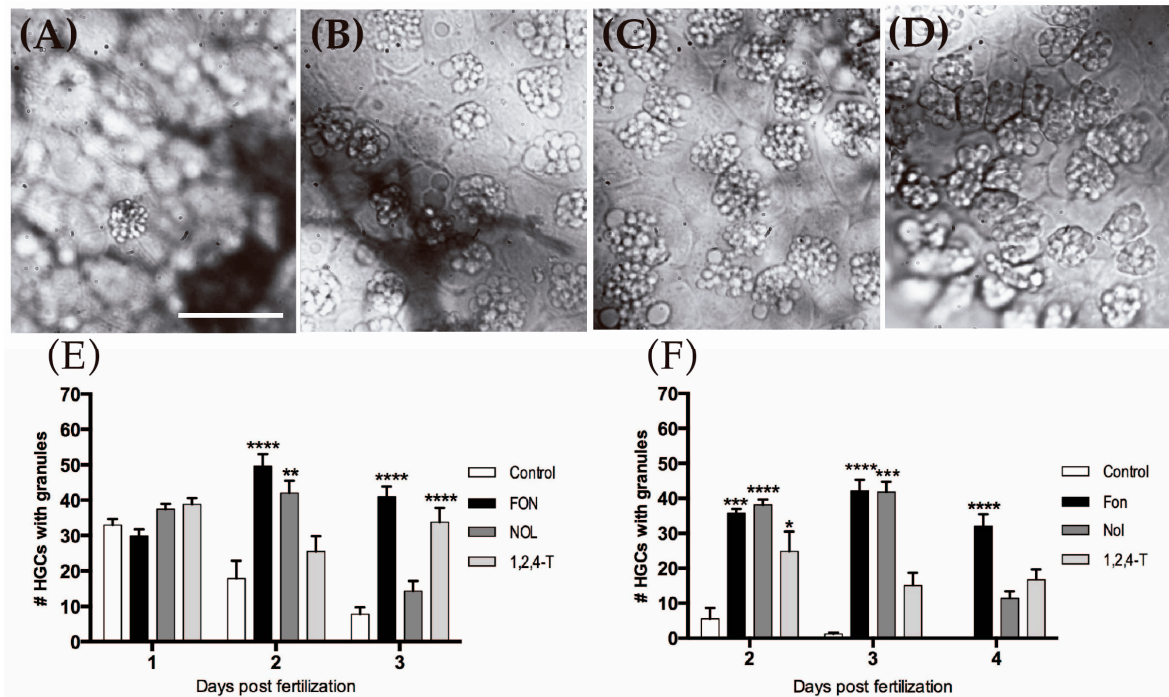 (A)
(B)
(C)
(D)
(E)
# HGCs with granules
70
60
50
40
30
20
10
0
**** ** **** ****
Control
FON
NOL
1,2,4-T
1 2 3
Days post fertilization
(F)
# HGCs with granules
70
60
50
40
30
20
10
0
*** **** * **** *** ****
Control
Fon
Nol
1,2,4-T
2 3 4
Days post fertilization